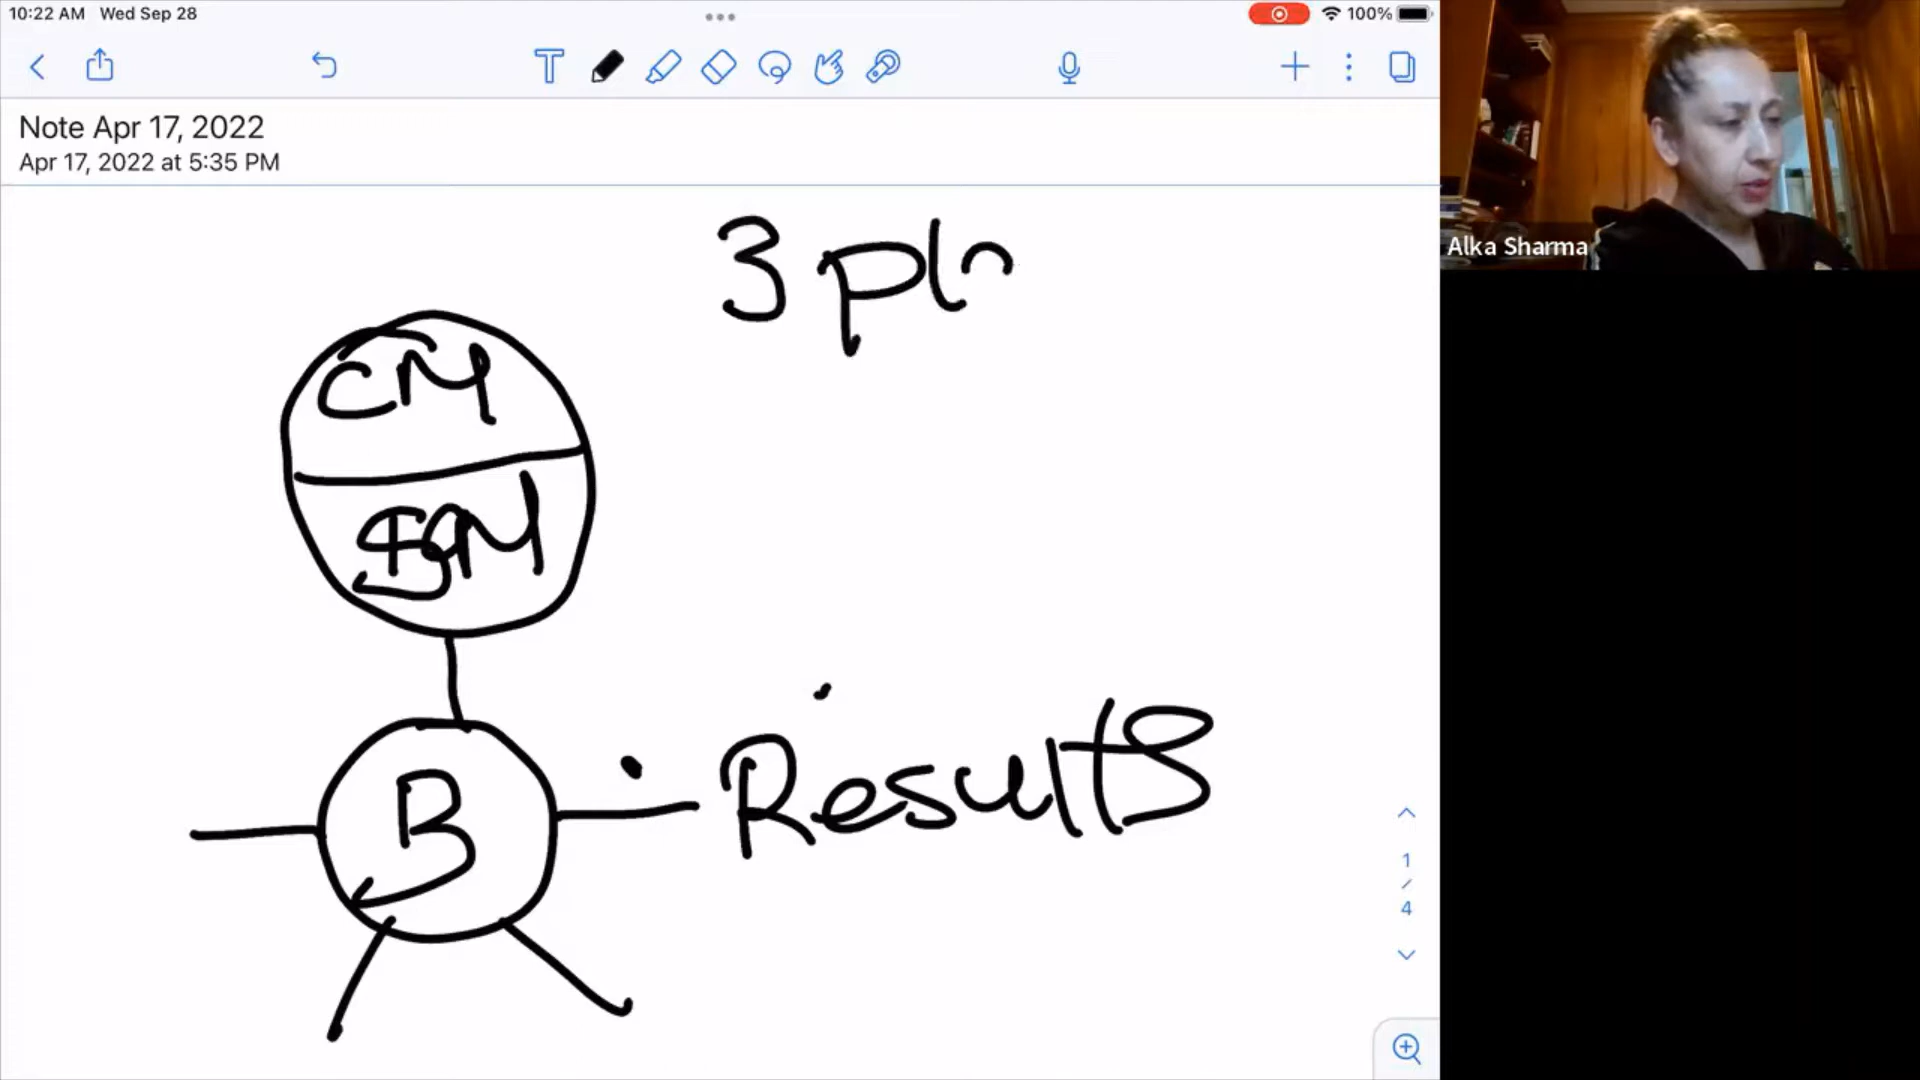 10:22 AM Wed Sep 28
100%
Note Apr 17, 2022
Apr 17, 2022 at 5:35 PM
Alka Sharma
3 pla
CM
B
Results
1
/
4